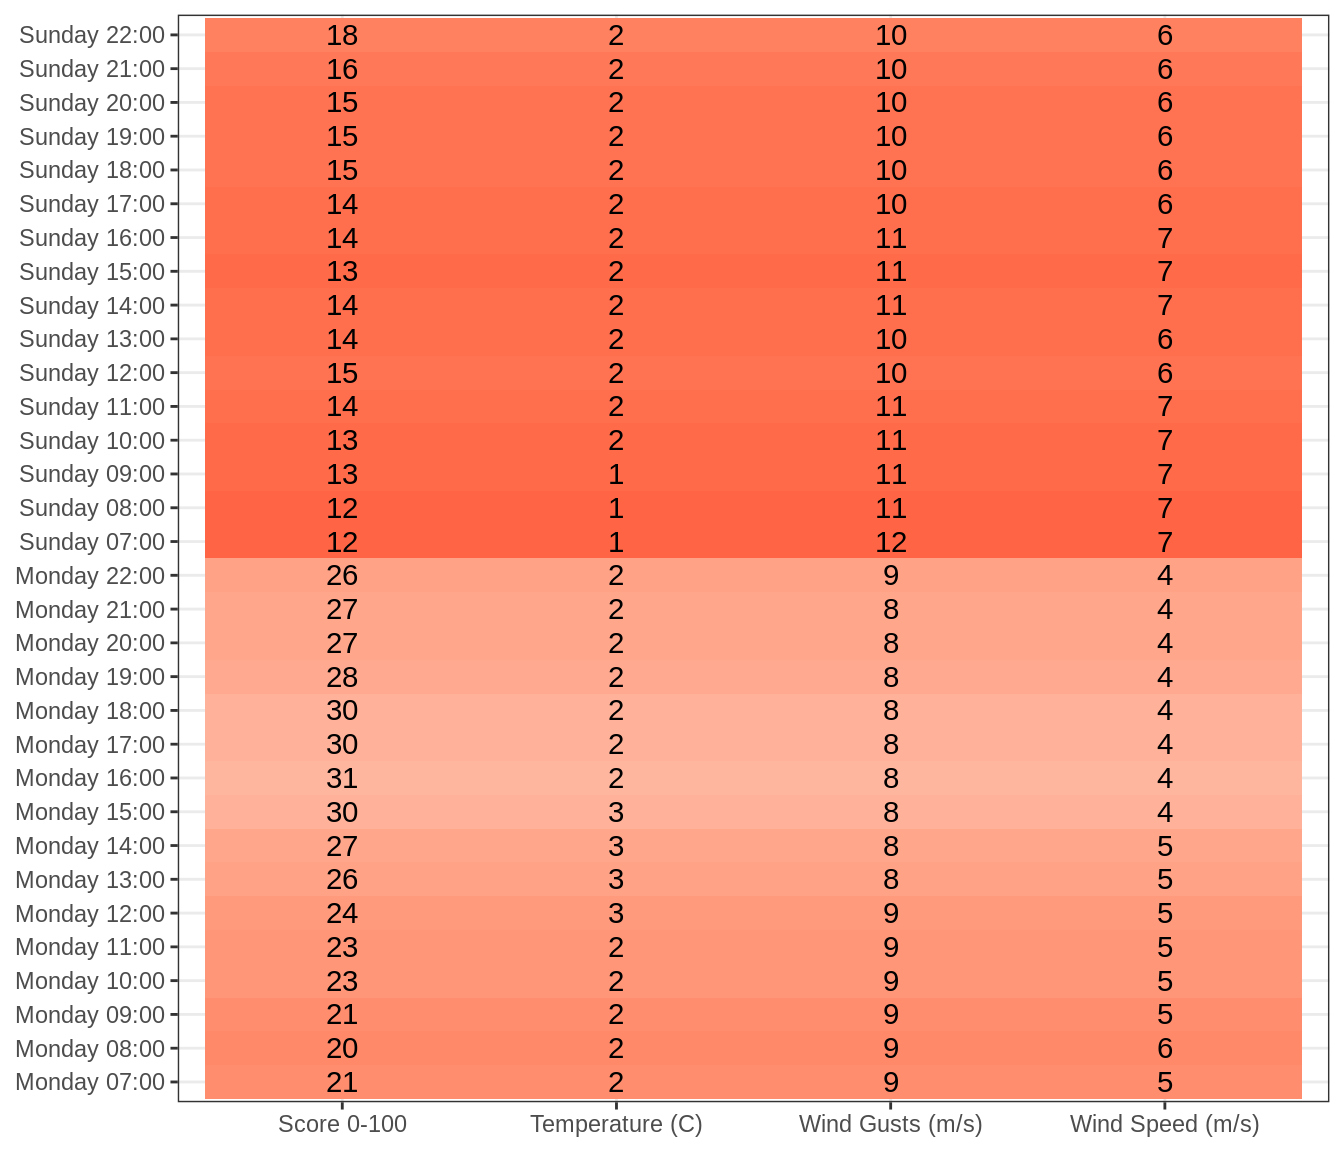 Sunday 22:00 18 2 10 6
Sunday 21:00 16 2 10 6
Sunday 20:00 15 2 10 6
Sunday 19:00 15 2 10 6
Sunday 18:00 15 2 10 6
Sunday 17:00 14 2 10 6
Sunday 16:00 14 2 11 7
Sunday 15:00 13 2 11 7
Sunday 14:00 14 2 11 7
Sunday 13:00 14 2 10 6
Sunday 12:00 15 2 10 6
Sunday 11:00 14 2 11 7
Sunday 10:00 13 2 11 7
Sunday 09:00 13 1 11 7
Sunday 08:00 12 1 11 7
Sunday 07:00 12 1 12 7
Monday 22:00 26 2 9 4
Monday 21:00 27 2 8 4
Monday 20:00 27 2 8 4
Monday 19:00 28 2 8 4
Monday 18:00 30 2 8 4
Monday 17:00 30 2 8 4
Monday 16:00 31 2 8 4
Monday 15:00 30 3 8 4
Monday 14:00 27 3 8 5
Monday 13:00 26 3 8 5
Monday 12:00 24 3 9 5
Monday 11:00 23 2 9 5
Monday 10:00 23 2 9 5
Monday 09:00 21 2 9 5
Monday 08:00 20 2 9 6
Monday 07:00 21 2 9 5
Score 0-100 Temperature (C) Wind Gusts (m/s) Wind Speed (m/s)